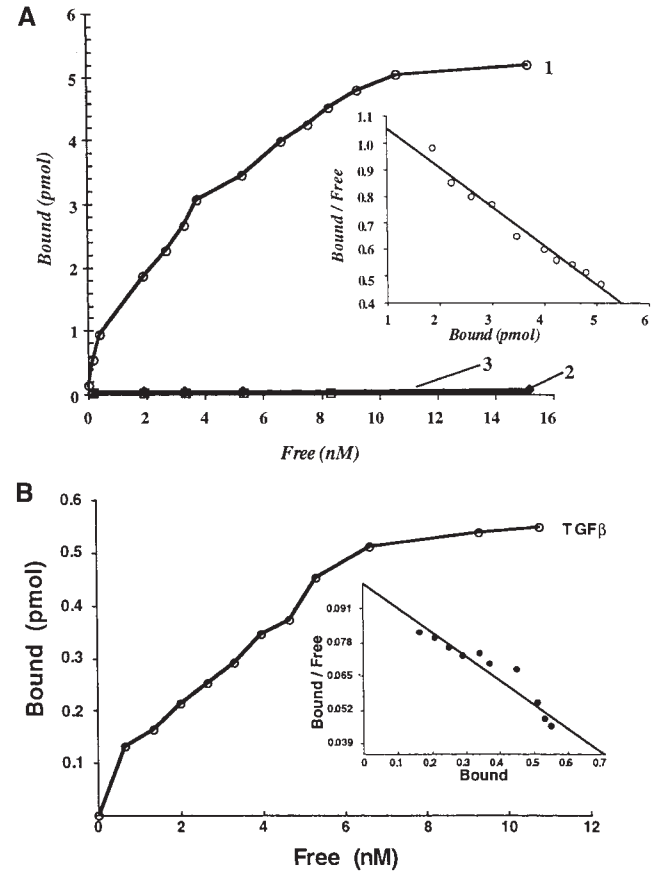 A
6
5
4
3
2
1
0
Bound (pmol)
0 2 4 6 8 10 12 14 16
Free (nM)
1
3
2
1.1
1.0
0.9
0.8
0.7
0.6
0.5
0.4
Bound / Free
1 2 3 4 5 6
Bound (pmol)
B
0.6
0.5
0.4
0.3
0.2
0.1
Bound (pmol)
0 2 4 6 8 10 12
Free (nM)
TGFβ
0.091
0.078
0.065
0.052
0.039
Bound / Free
0 0.1 0.2 0.3 0.4 0.5 0.6 0.7
Bound